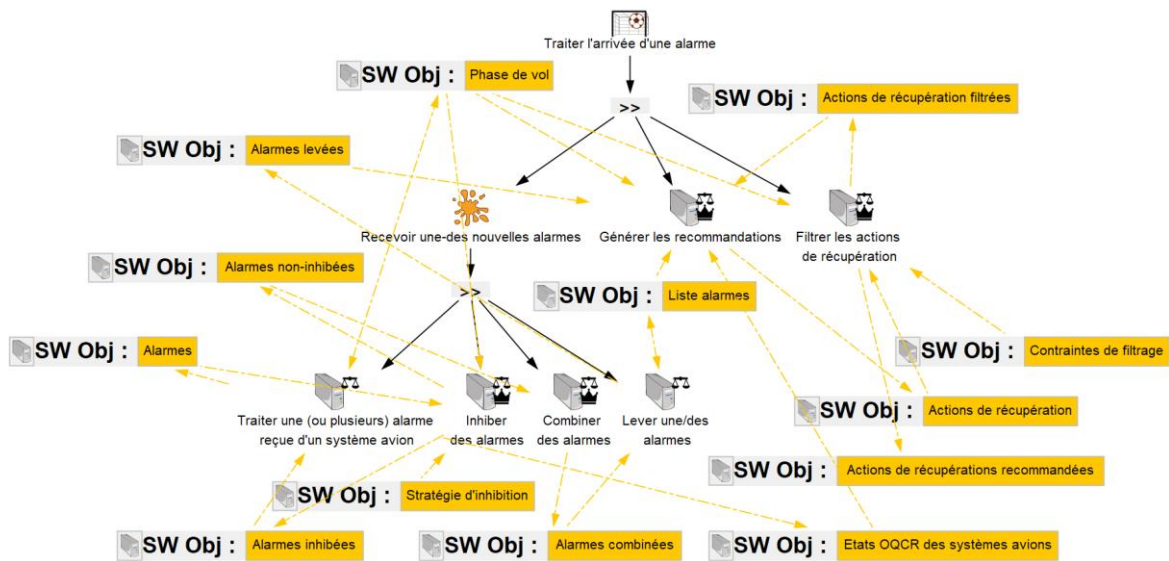 Traiter l'arrivée d'une alarme
SW Obj : Phase de vol
SW Obj : Actions de récupération filtrées
>>
SW Obj : Alarmes levées
Recevoir une-des nouvelles alarmes
Générer les recommandations
Filtrer les actions
de récupération
SW Obj : Alarmes non-inhibées
>>
SW Obj : Liste alarmes
SW Obj : Alarmes
SW Obj : Contraintes de filtrage
Traiter une (ou plusieurs) alarme
reçue d'un système avion
Inhiber
des alarmes
Combiner
des alarmes
Lever une/des
alarmes
SW Obj : Actions de récupération
SW Obj : Actions de récupérations recommandées
SW Obj : Stratégie d'inhibition
SW Obj : Alarmes inhibées
SW Obj : Alarmes combinées
SW Obj : Etats OQCR des systèmes avions